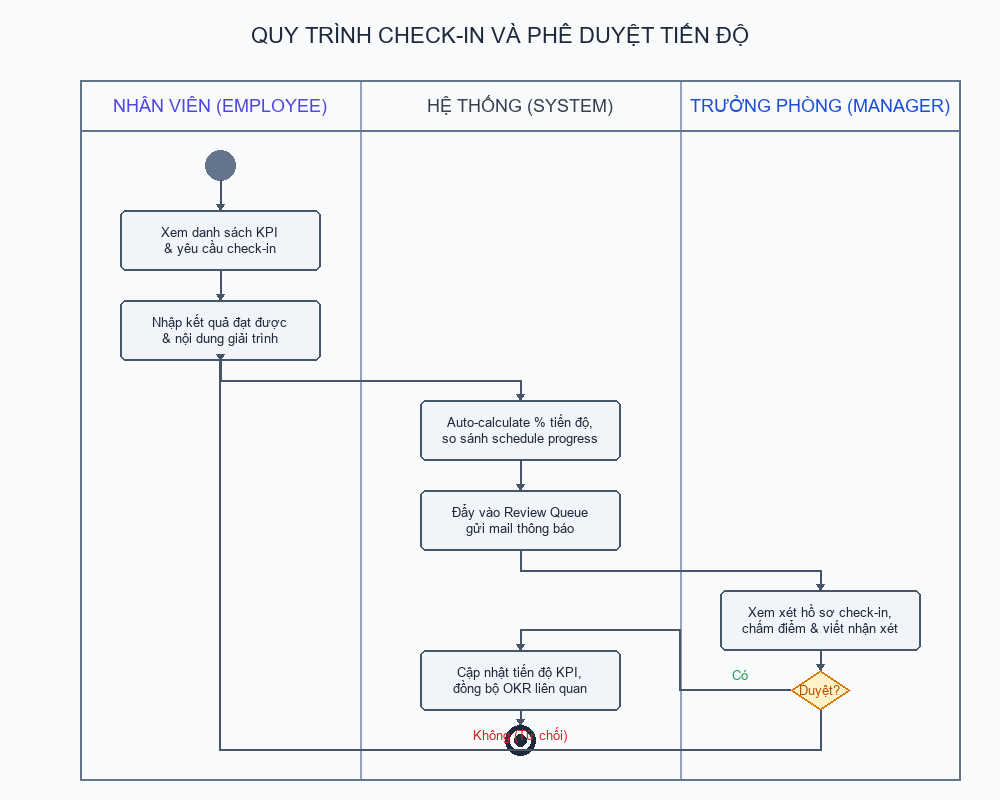 QUY TRÌNH CHECK-IN VÀ PHÊ DUYỆT TIẾN ĐỘ
NHÂN VIÊN (EMPLOYEE)
HỆ THỐNG (SYSTEM)
TRƯỞNG PHÒNG (MANAGER)
Xem danh sách KPI
& yêu cầu check-in
Nhập kết quả đạt được
& nội dung giải trình
Auto-calculate % tiến độ,
so sánh schedule progress
Đẩy vào Review Queue
gửi mail thông báo
Xem xét hồ sơ check-in,
chấm điểm & viết nhận xét
Cập nhật tiến độ KPI,
đồng bộ OKR liên quan
Có
Duyệt?
Không (Từ chối)